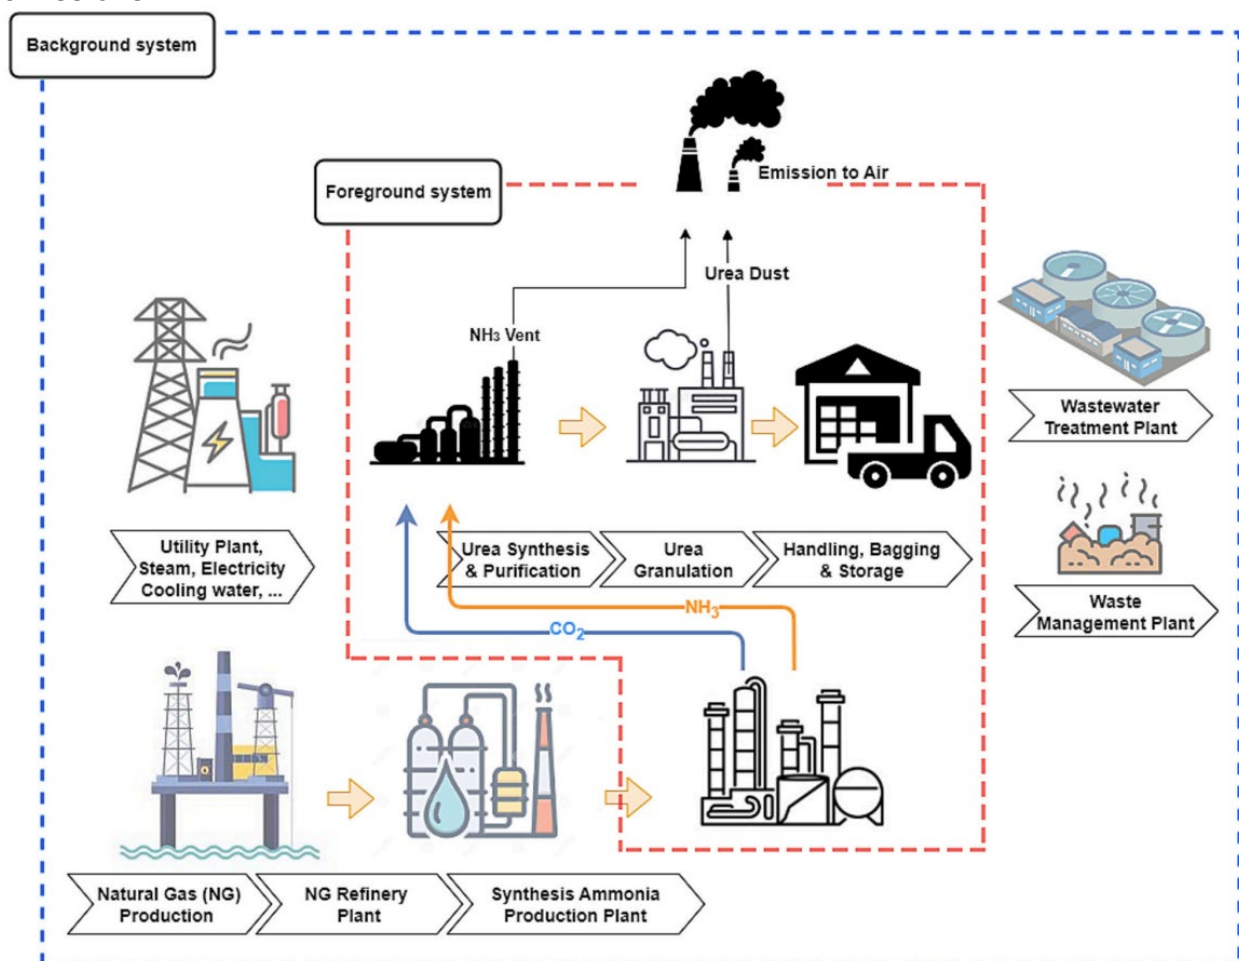 Background system
Emission to Air
Foreground system
Urea Dust
NH₃ Vent
Wastewater
Treatment Plant
Utility Plant,
Steam, Electricity
Cooling water, ...
Urea Synthesis
& Purification
Urea
Granulation
Handling, Bagging
& Storage
Waste
Management Plant
NH₃
CO₂
Natural Gas (NG)
Production
NG Refinery
Plant
Synthesis Ammonia
Production Plant